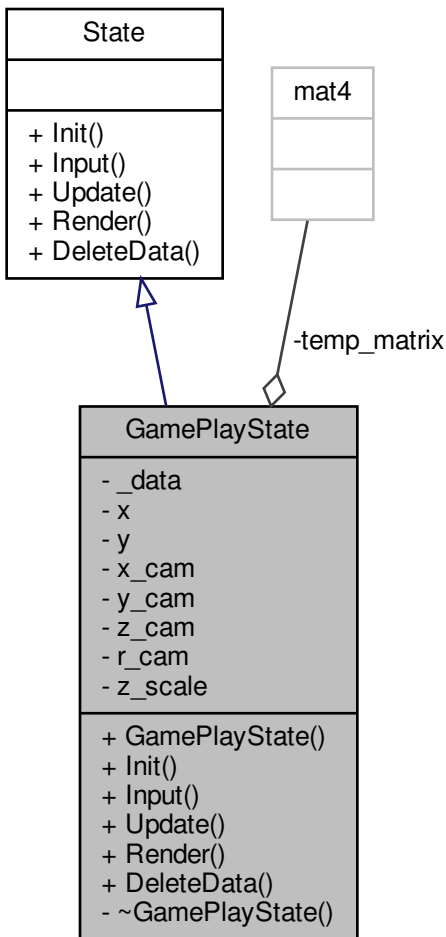 State
+ Init()
+ Input()
+ Update()
+ Render()
+ DeleteData()
mat4
-temp_matrix
GamePlayState
- _data
- x
- y
- x_cam
- y_cam
- z_cam
- r_cam
- z_scale
+ GamePlayState()
+ Init()
+ Input()
+ Update()
+ Render()
+ DeleteData()
- ~GamePlayState()